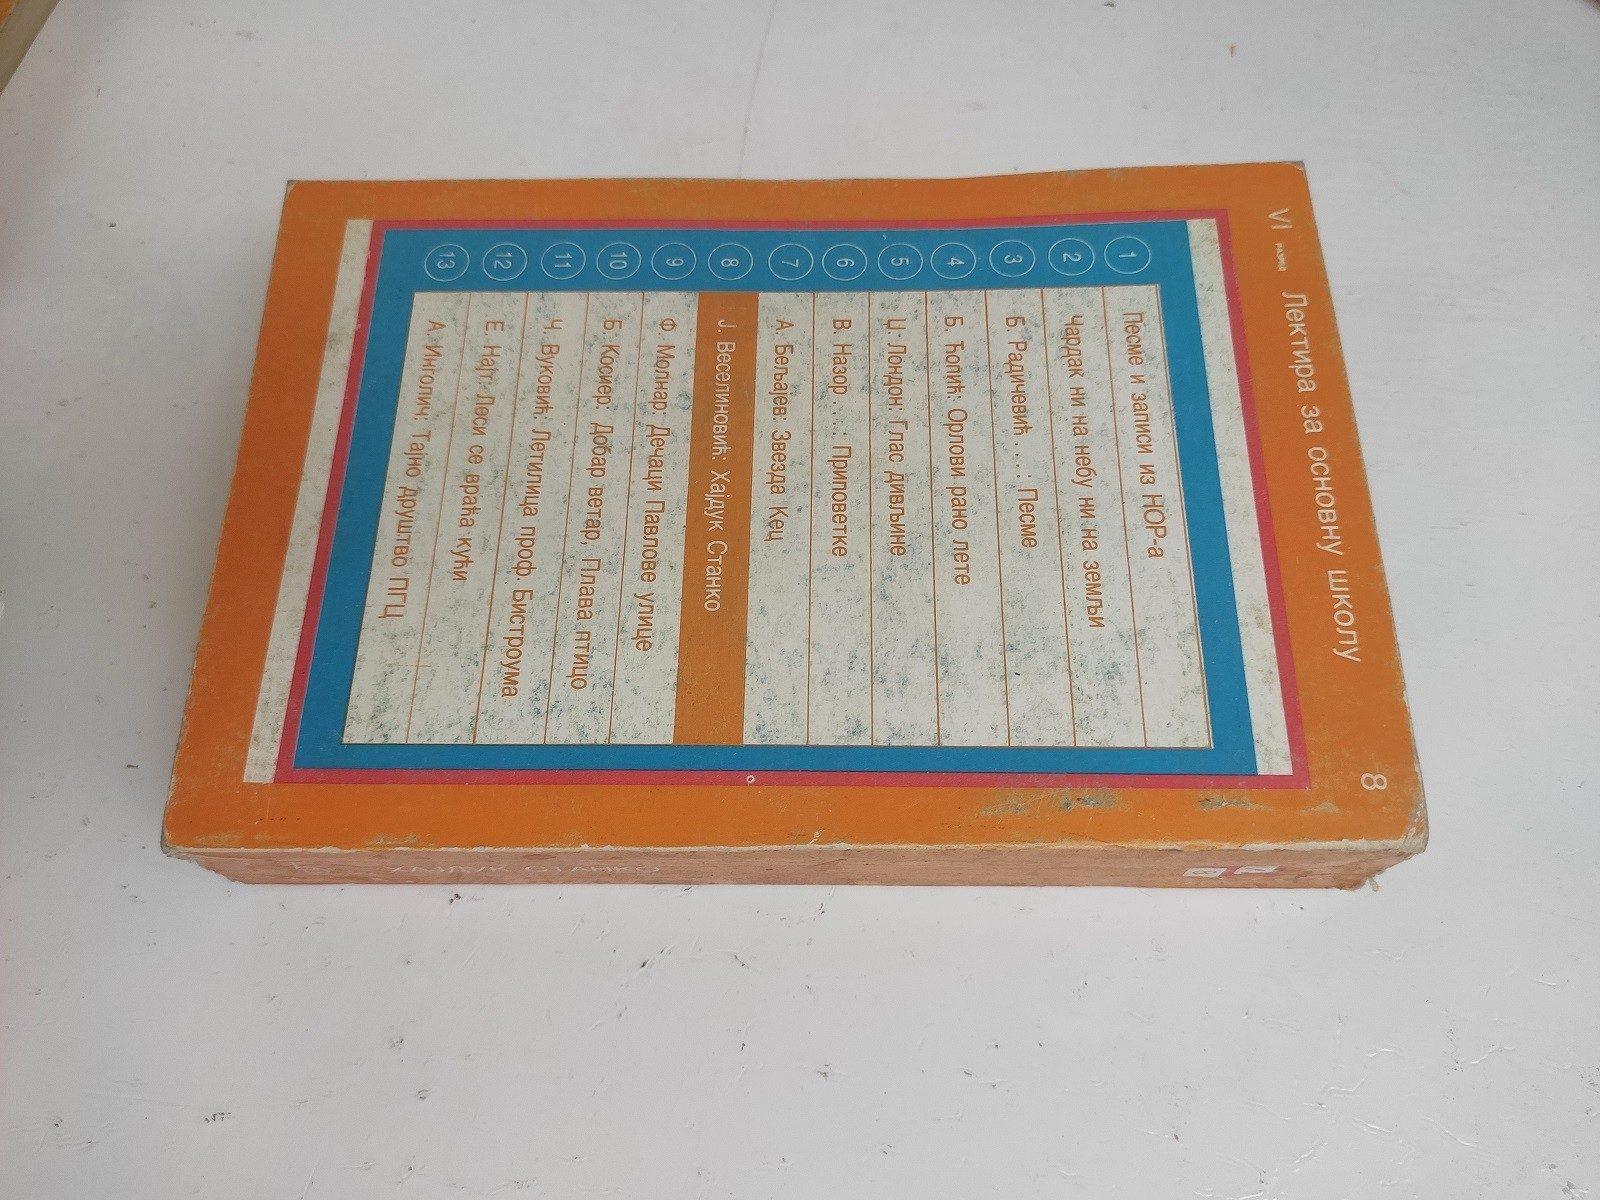 VI РАЗРЕД Лектира за основну школу 8
1 Песме и записи из НОР-а
2 Чардак ни на небу ни на земљи
3 Б. Радичевић . . . : Песме
4 Б. Ћопић: Орлови рано лете
5 Џ. Лондон: Глас дивљине
6 В. Назор . . . : Приповетке
7 А. Бељајев: Звезда Кец
8 Ј. Веселиновић: Хајдук Станко
9 Ф. Молнар: Дечаци Павлове улице
10 Б. Косиер: Добар ветар, Плава птицо
11 Ч. Вуковић: Летилица проф. Бистроума
12 Е. Најт: Леси се враћа кући
13 А. Инголич: Тајно друштво ПГЦ
ХАЈДУК СТАНКО